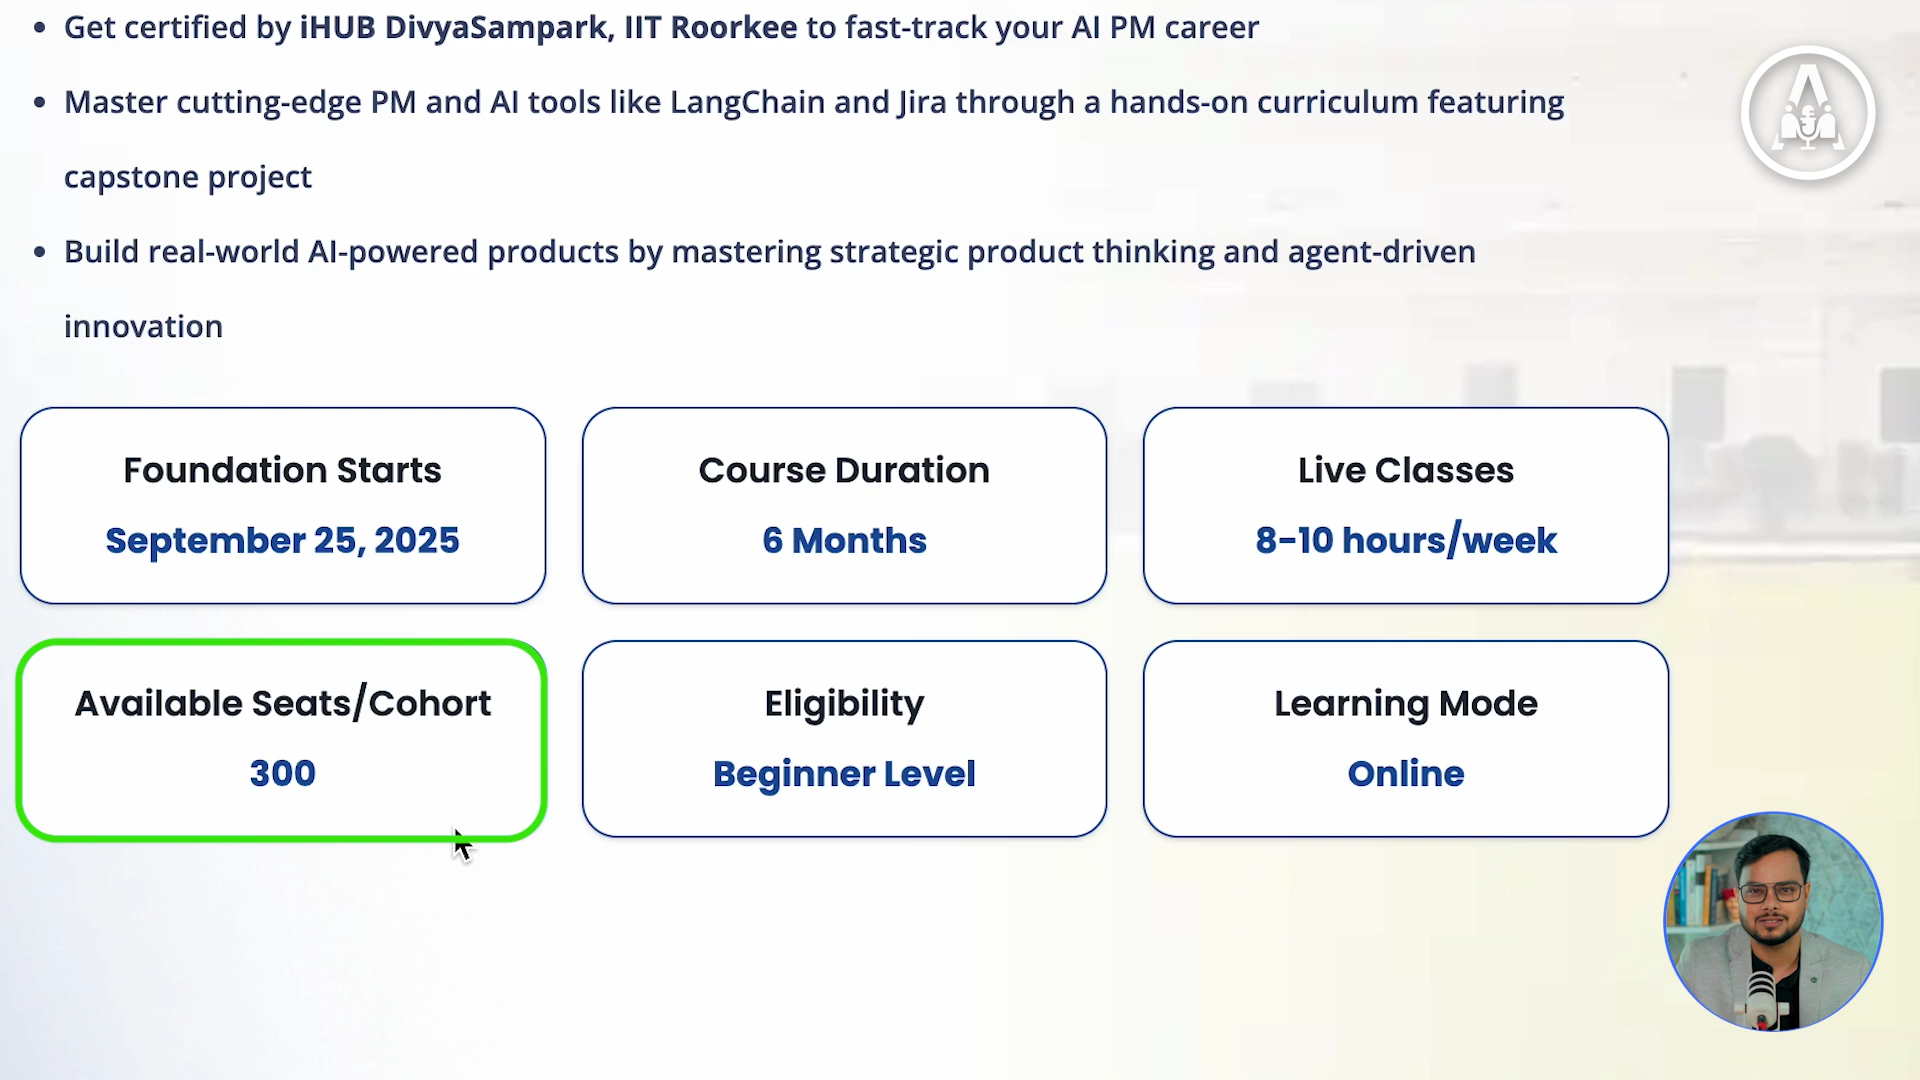 • Get certified by iHUB DivyaSampark, IIT Roorkee to fast-track your AI PM career
• Master cutting-edge PM and AI tools like LangChain and Jira through a hands-on curriculum featuring
capstone project
• Build real-world AI-powered products by mastering strategic product thinking and agent-driven
innovation
Foundation Starts
September 25, 2025
Course Duration
6 Months
Live Classes
8-10 hours/week
Available Seats/Cohort
300
Eligibility
Beginner Level
Learning Mode
Online